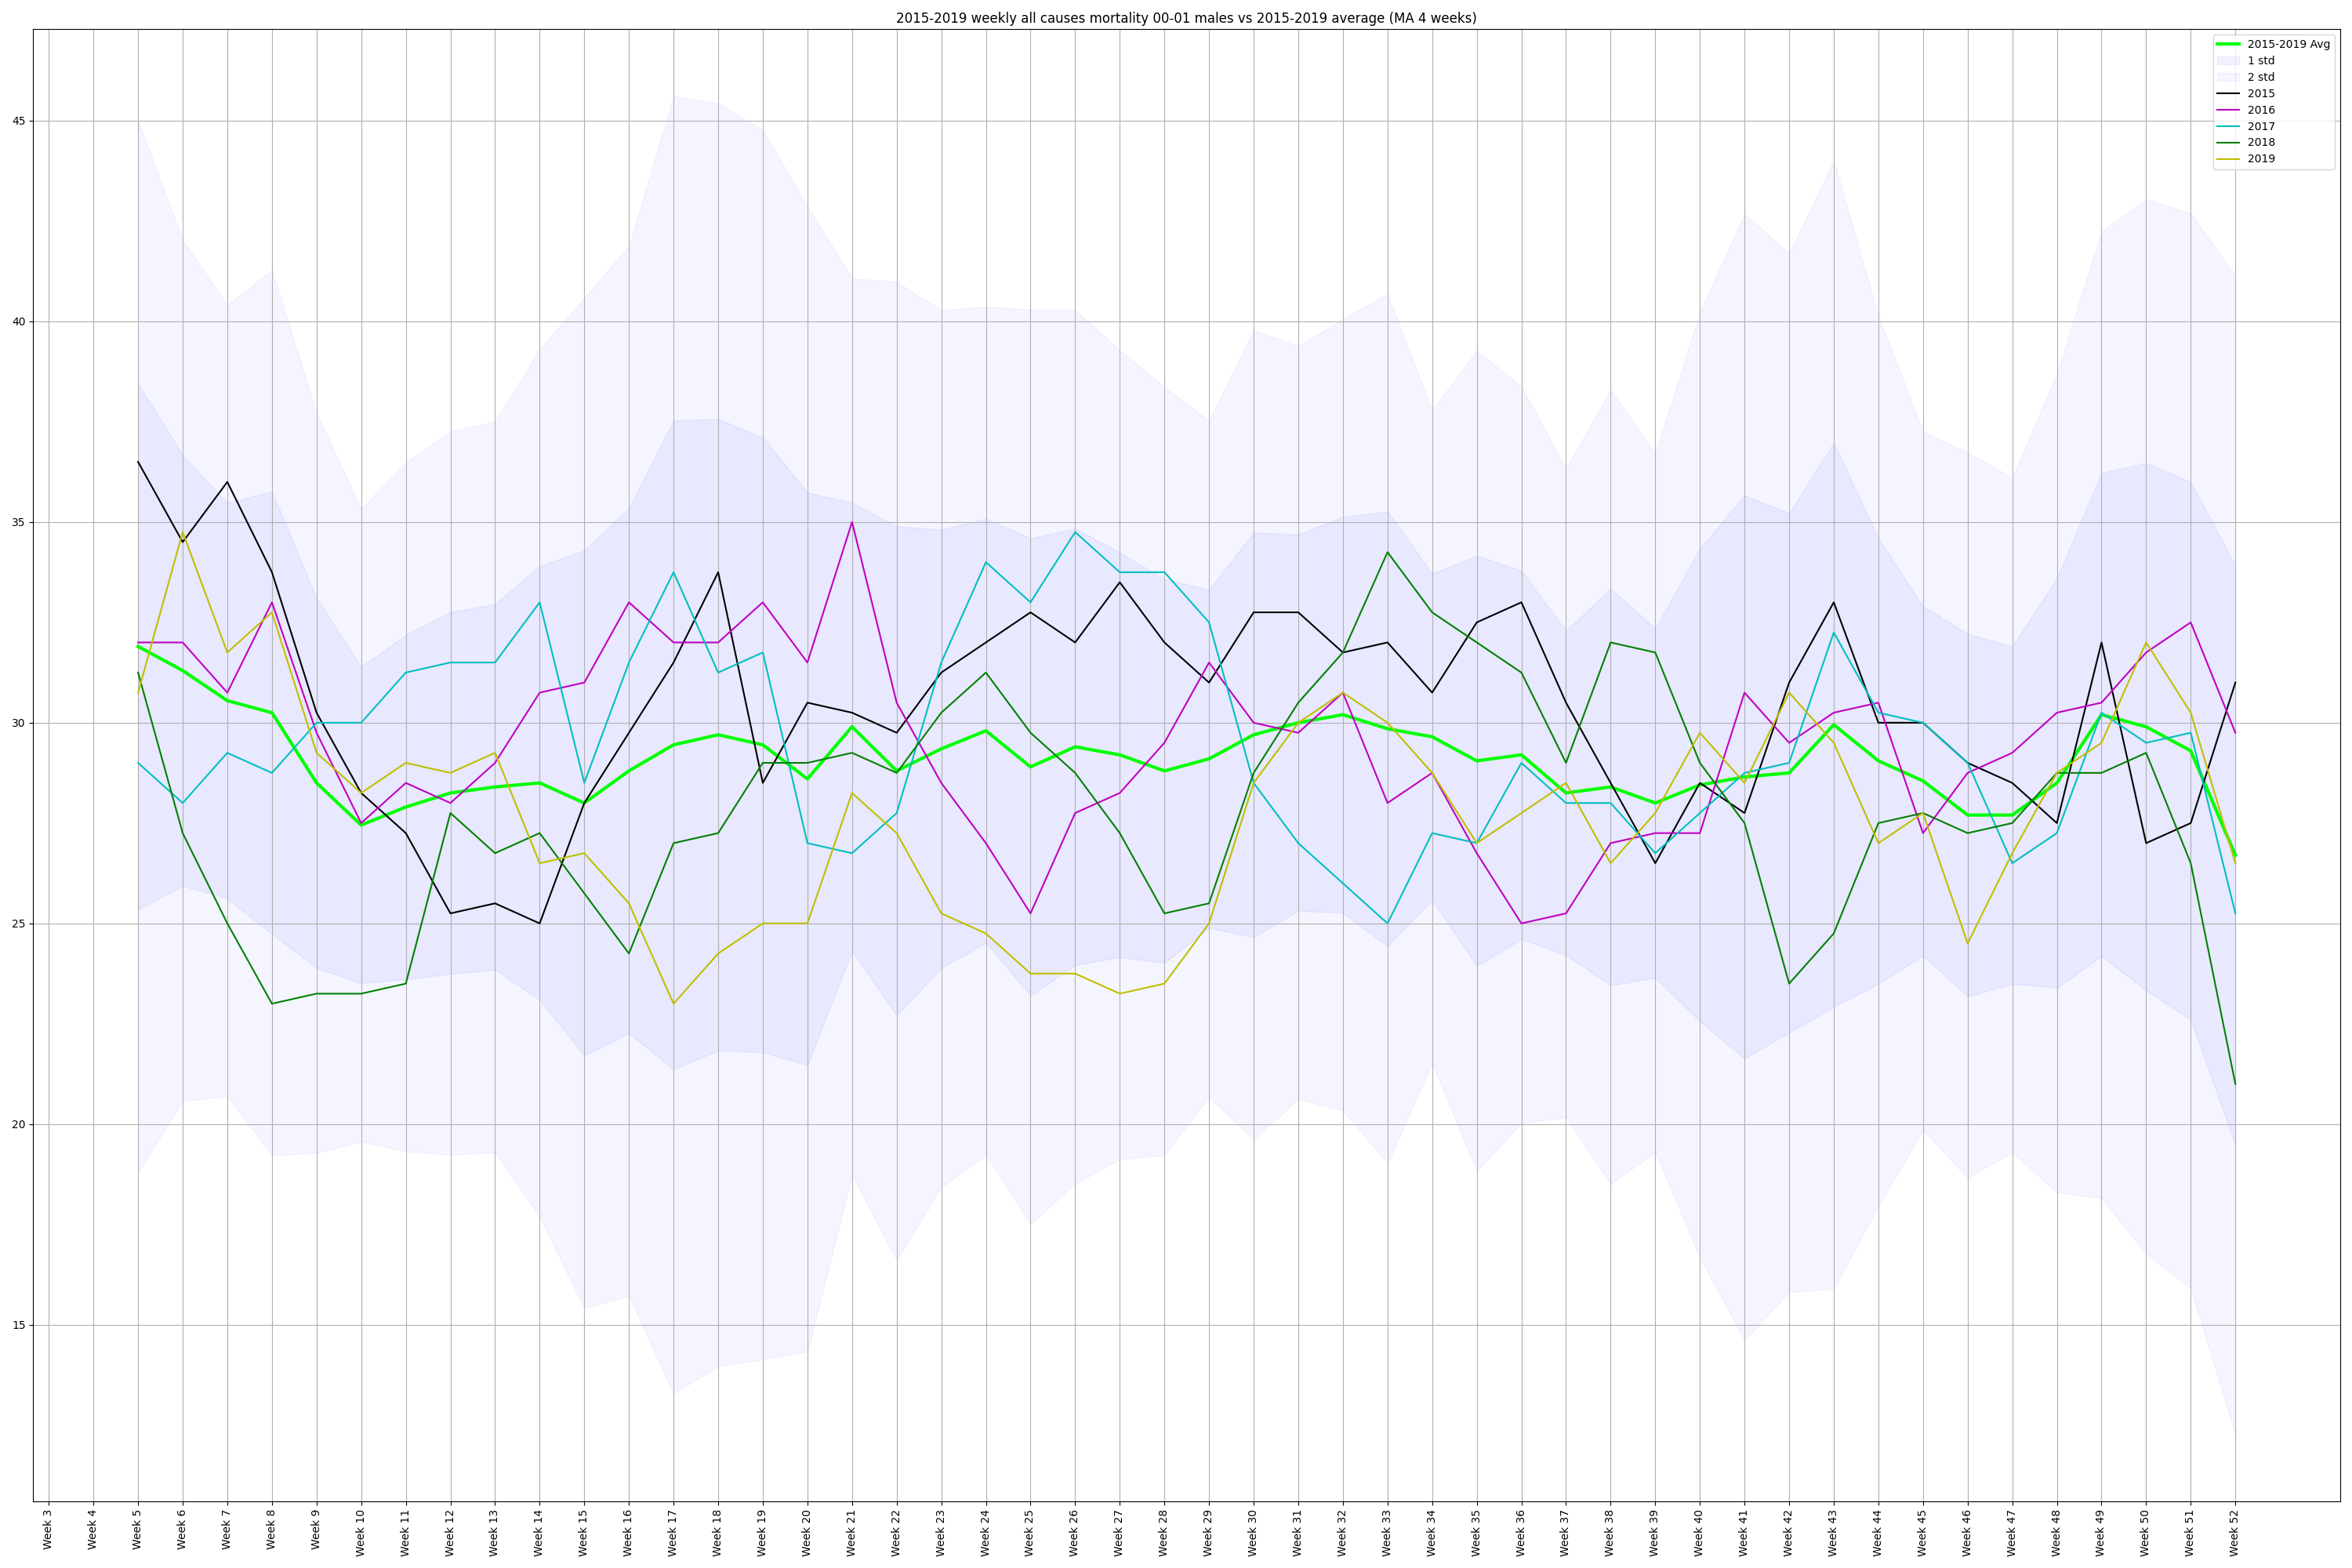 2015-2019 weekly all causes mortality 00-01 males vs 2015-2019 average (MA 4 weeks)
2015-2019 Avg
1 std
2 std
2015
2016
2017
2018
2019
45
40
35
30
25
20
15
Week 3
Week 4
Week 5
Week 6
Week 7
Week 8
Week 9
Week 10
Week 11
Week 12
Week 13
Week 14
Week 15
Week 16
Week 17
Week 18
Week 19
Week 20
Week 21
Week 22
Week 23
Week 24
Week 25
Week 26
Week 27
Week 28
Week 29
Week 30
Week 31
Week 32
Week 33
Week 34
Week 35
Week 36
Week 37
Week 38
Week 39
Week 40
Week 41
Week 42
Week 43
Week 44
Week 45
Week 46
Week 47
Week 48
Week 49
Week 50
Week 51
Week 52